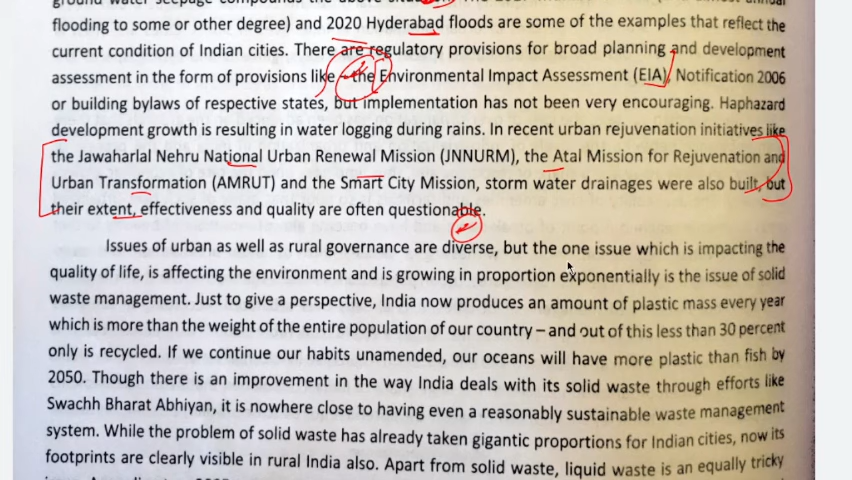 flooding to some or other degree) and 2020 Hyderabad floods are some of the examples that reflect the
current condition of Indian cities. There are regulatory provisions for broad planning and development
assessment in the form of provisions like – the Environmental Impact Assessment (EIA), Notification 2006
or building bylaws of respective states, but implementation has not been very encouraging. Haphazard
development growth is resulting in water logging during rains. In recent urban rejuvenation initiatives like
the Jawaharlal Nehru National Urban Renewal Mission (JNNURM), the Atal Mission for Rejuvenation and
Urban Transformation (AMRUT) and the Smart City Mission, storm water drainages were also built, but
their extent, effectiveness and quality are often questionable.
Issues of urban as well as rural governance are diverse, but the one issue which is impacting the
quality of life, is affecting the environment and is growing in proportion exponentially is the issue of solid
waste management. Just to give a perspective, India now produces an amount of plastic mass every year
which is more than the weight of the entire population of our country – and out of this less than 30 percent
only is recycled. If we continue our habits unamended, our oceans will have more plastic than fish by
2050. Though there is an improvement in the way India deals with its solid waste through efforts like
Swachh Bharat Abhiyan, it is nowhere close to having even a reasonably sustainable waste management
system. While the problem of solid waste has already taken gigantic proportions for Indian cities, now its
footprints are clearly visible in rural India also. Apart from solid waste, liquid waste is an equally tricky